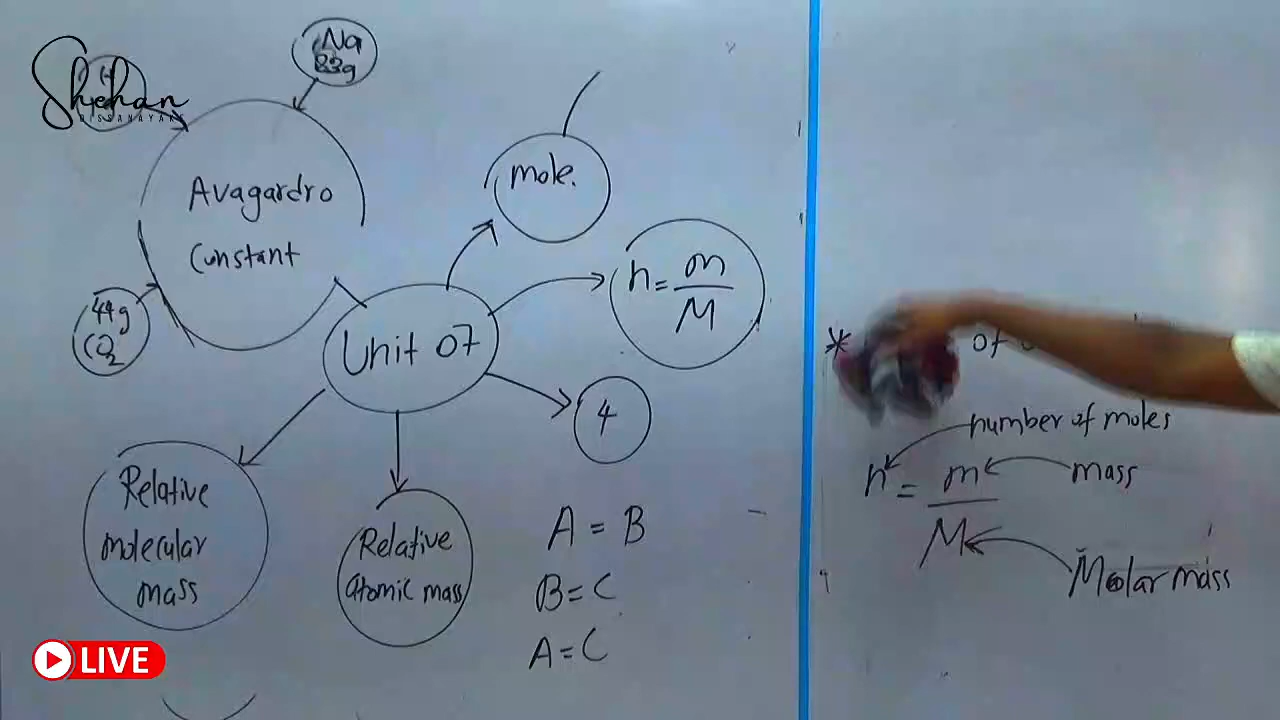 Shehan
DISSANAYAKE
Na
23g
Avagardro
Constant
44g
CO2
mole.
n = m
M
Unit 07
4
Relative
molecular
mass
Relative
atomic mass
A = B
B = C
A = C
LIVE
*
of
number of moles
n = m
mass
M
Molar mass